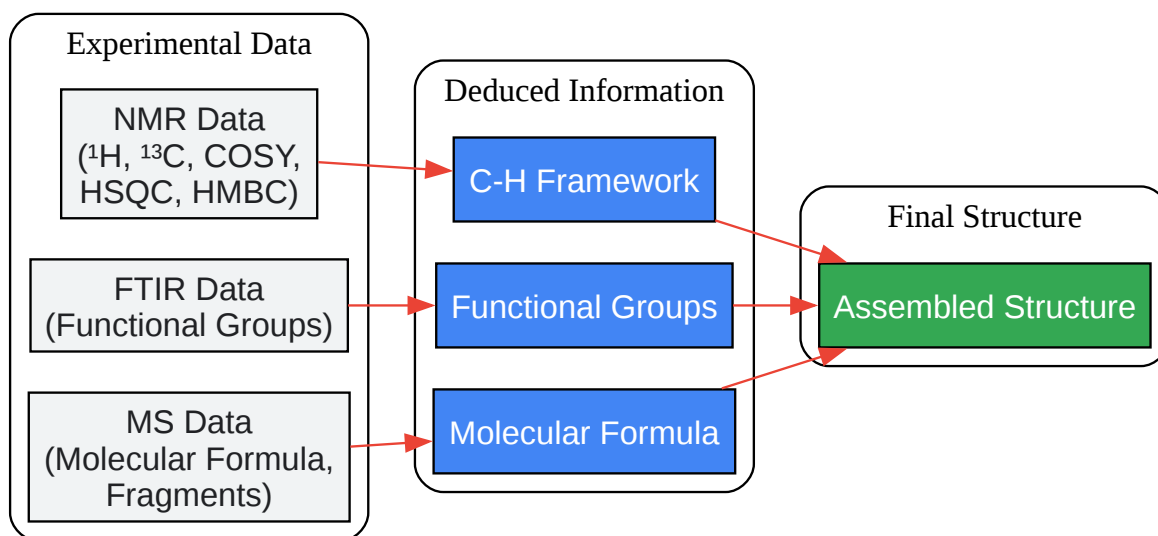 Experimental Data
NMR Data
(¹H, ¹³C, COSY,
HSQC, HMBC)
FTIR Data
(Functional Groups)
MS Data
(Molecular Formula,
Fragments)
Deduced Information
C-H Framework
Functional Groups
Molecular Formula
Final Structure
Assembled Structure